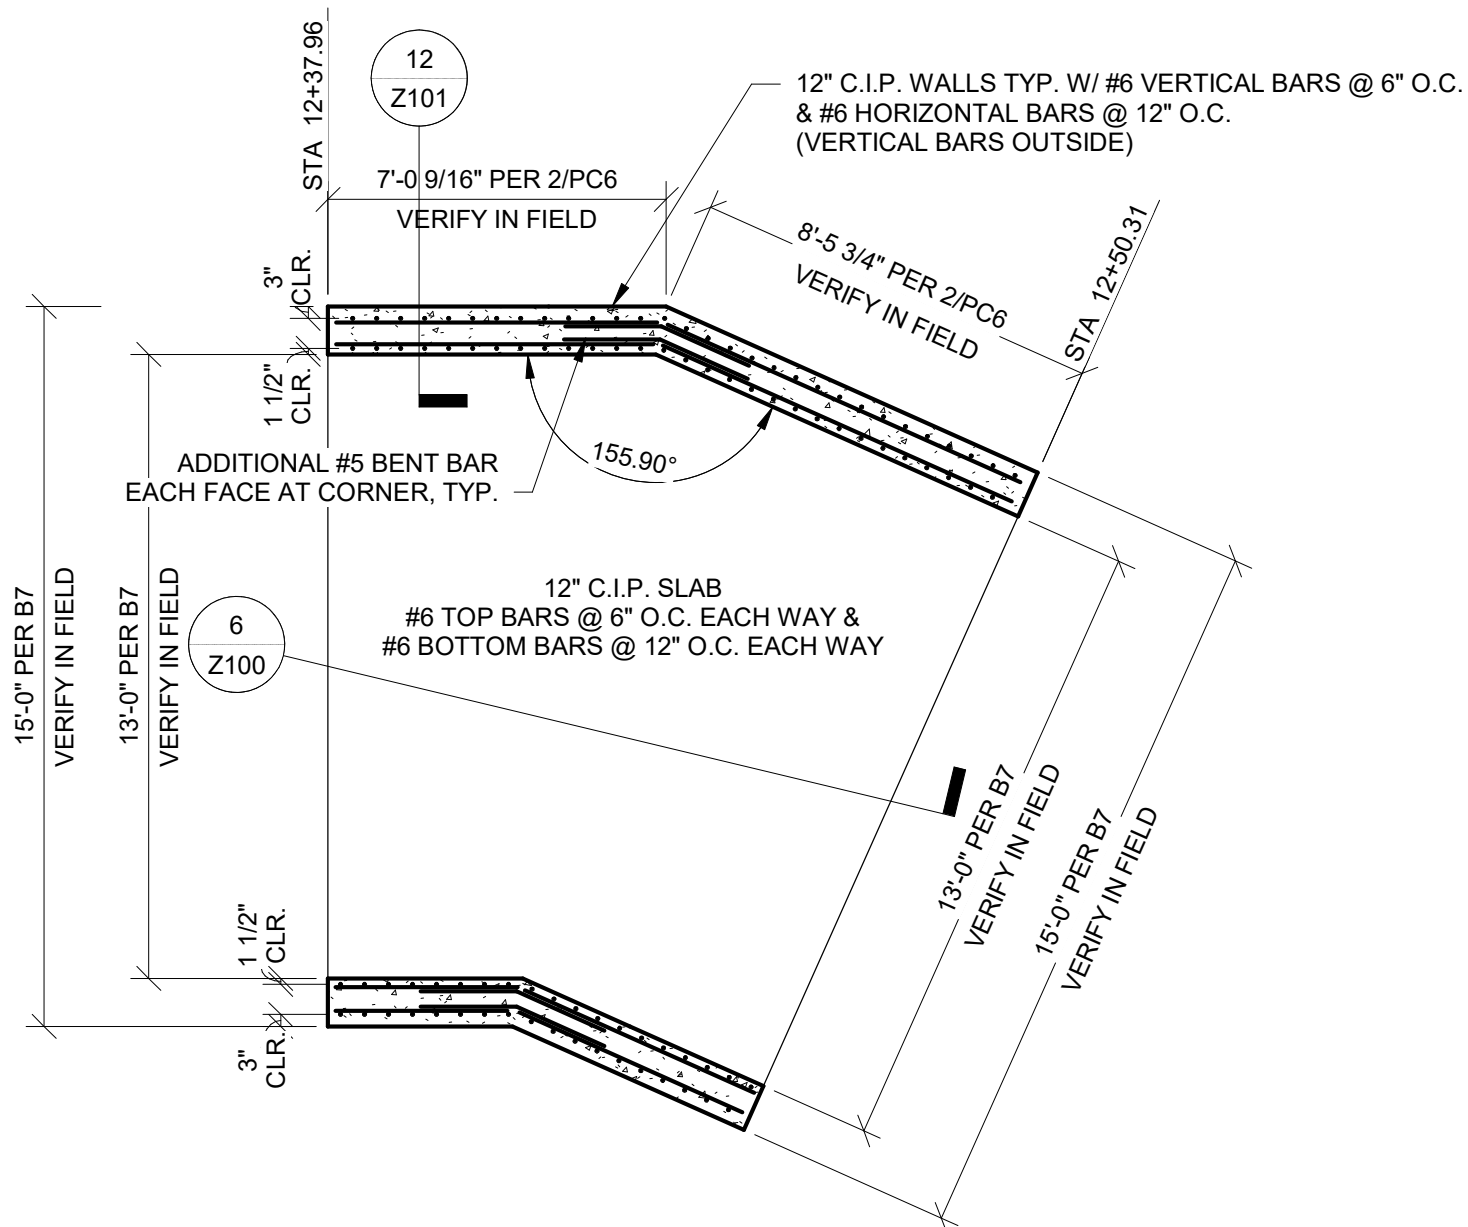 STA 12+37.96
12
Z101
12" C.I.P. WALLS TYP. W/ #6 VERTICAL BARS @ 6" O.C.
& #6 HORIZONTAL BARS @ 12" O.C.
(VERTICAL BARS OUTSIDE)
7'-0 9/16" PER 2/PC6
VERIFY IN FIELD
8'-5 3/4" PER 2/PC6
VERIFY IN FIELD
STA 12+50.31
3"
CLR.
1 1/2"
CLR.
155.90°
ADDITIONAL #5 BENT BAR
EACH FACE AT CORNER, TYP.
15'-0" PER B7
VERIFY IN FIELD
13'-0" PER B7
VERIFY IN FIELD
6
Z100
12" C.I.P. SLAB
#6 TOP BARS @ 6" O.C. EACH WAY &
#6 BOTTOM BARS @ 12" O.C. EACH WAY
13'-0" PER B7
VERIFY IN FIELD
15'-0" PER B7
VERIFY IN FIELD
1 1/2"
CLR.
3"
CLR.